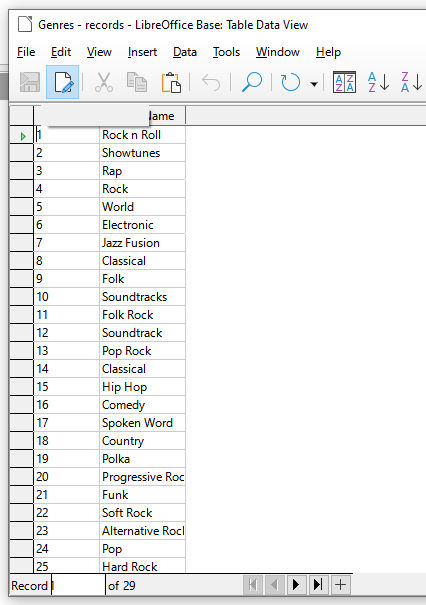 Genres - records - LibreOffice Base: Table Data View
File Edit View Insert Data Tools Window Help
A Z Z A A Z Z
Name
1 Rock n Roll
2 Showtunes
3 Rap
4 Rock
5 World
6 Electronic
7 Jazz Fusion
8 Classical
9 Folk
10 Soundtracks
11 Folk Rock
12 Soundtrack
13 Pop Rock
14 Classical
15 Hip Hop
16 Comedy
17 Spoken Word
18 Country
19 Polka
20 Progressive Roc
21 Funk
22 Soft Rock
23 Alternative Rocl
24 Pop
25 Hard Rock
Record of 29